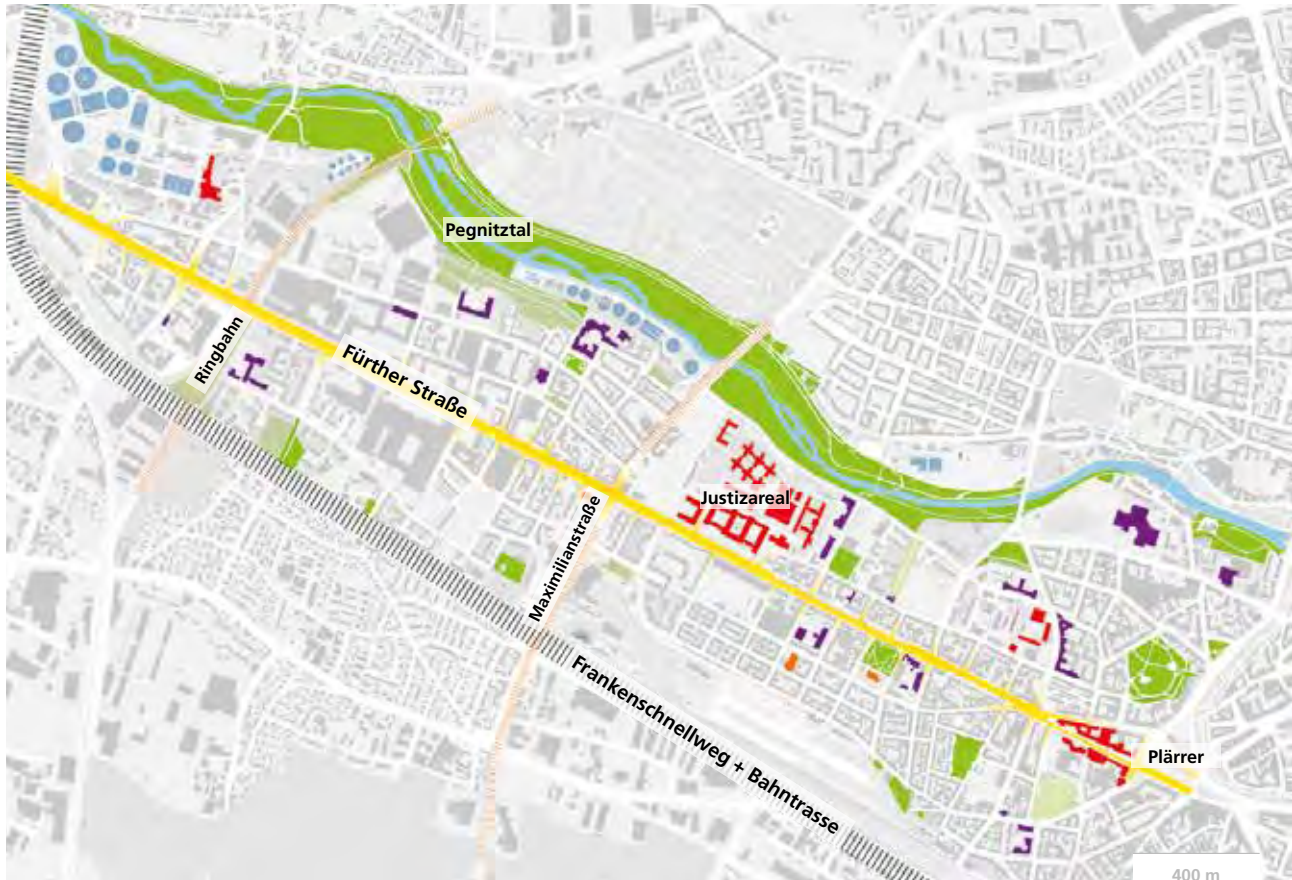 Pegnitztal
Ringbahn
Fürther Straße
Justizareal
Maximilianstraße
Frankenschnellweg + Bahntrasse
Plärrer
400 m